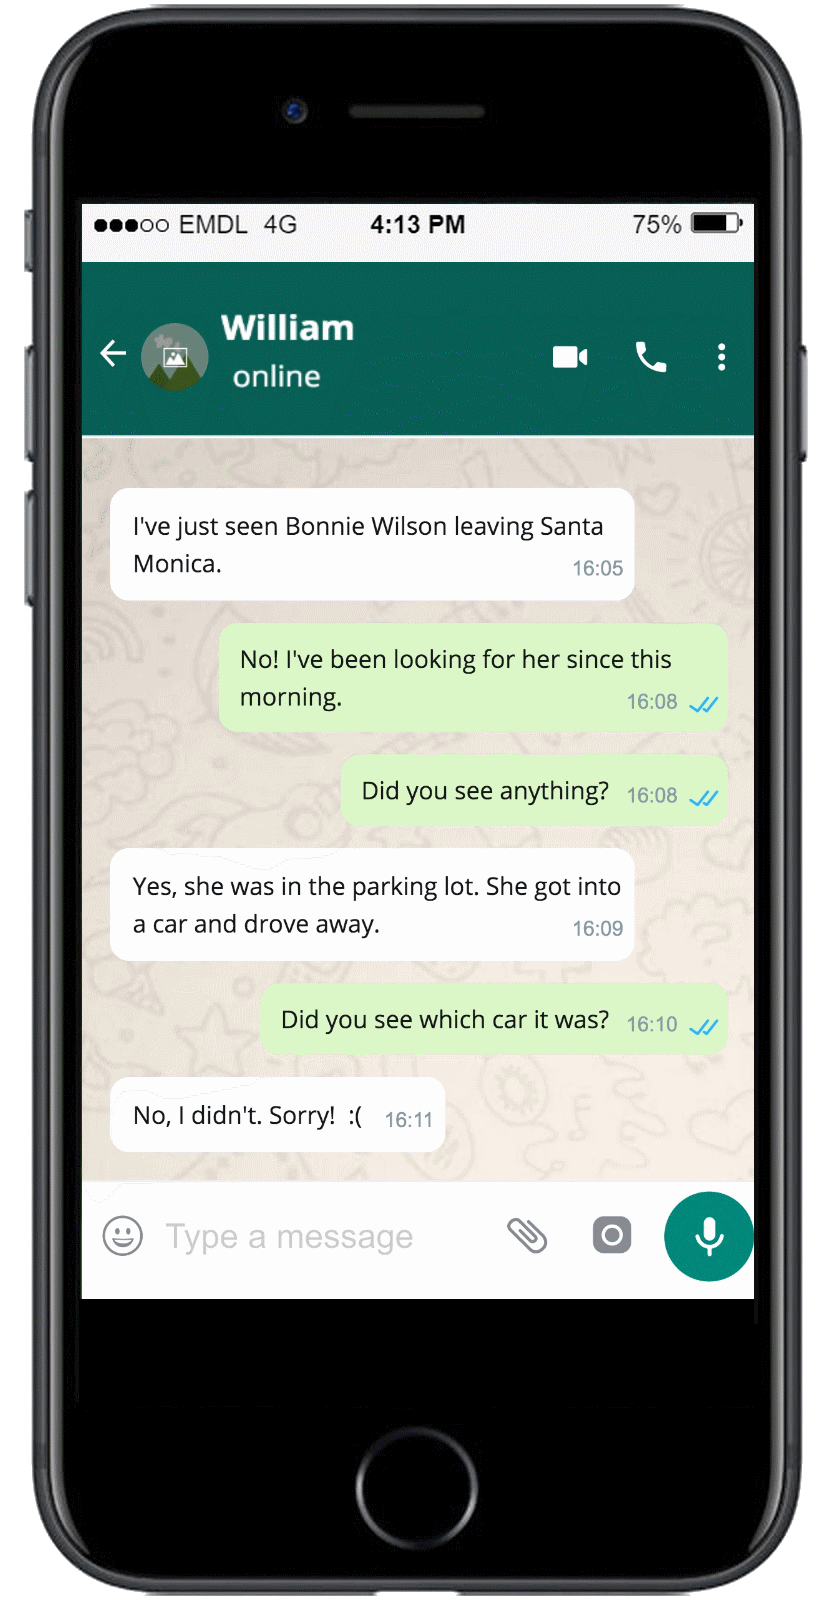 EMDL 4G 4:13 PM 75%
William
online
I've just seen Bonnie Wilson leaving Santa
Monica.
16:05
No! I've been looking for her since this
morning.
16:08
Did you see anything? 16:08
Yes, she was in the parking lot. She got into
a car and drove away.
16:09
Did you see which car it was? 16:10
No, I didn't. Sorry! :( 16:11
Type a message